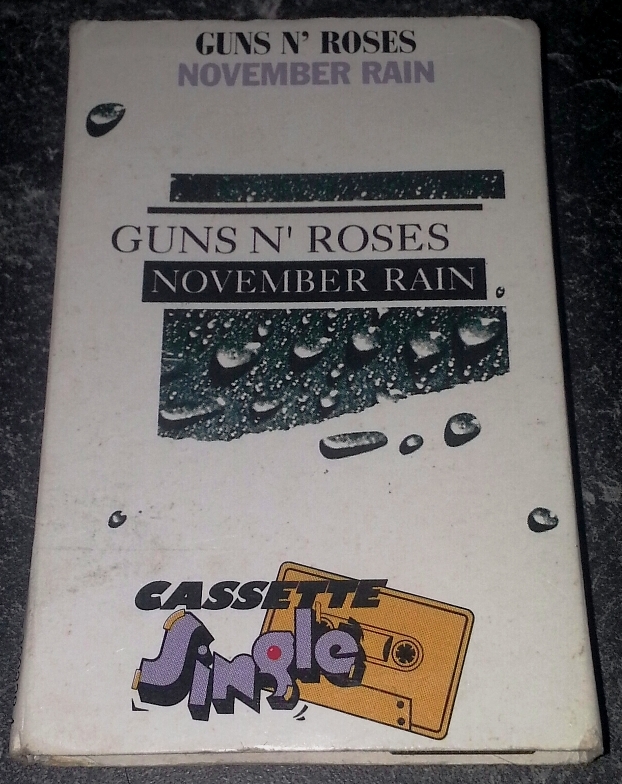 GUNS N' ROSES
NOVEMBER RAIN
GUNS N' ROSES
NOVEMBER RAIN
CASSETTE
Single